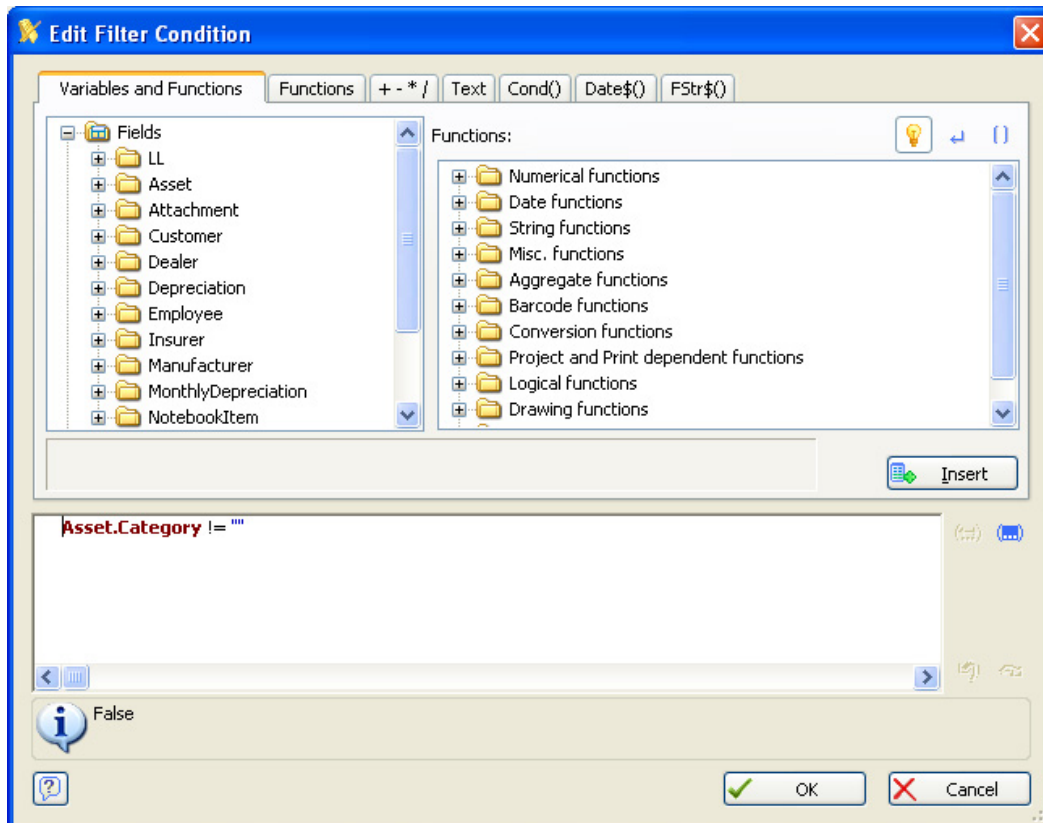 Edit Filter Condition
Variables and Functions Functions + - * / Text Cond() Date$() FStr$()
Fields
LL
Asset
Attachment
Customer
Dealer
Depreciation
Employee
Insurer
Manufacturer
MonthlyDepreciation
NotebookItem
Functions:
Numerical functions
Date functions
String functions
Misc. functions
Aggregate functions
Barcode functions
Conversion functions
Project and Print dependent functions
Logical functions
Drawing functions
Insert
Asset.Category != ""
False
OK Cancel